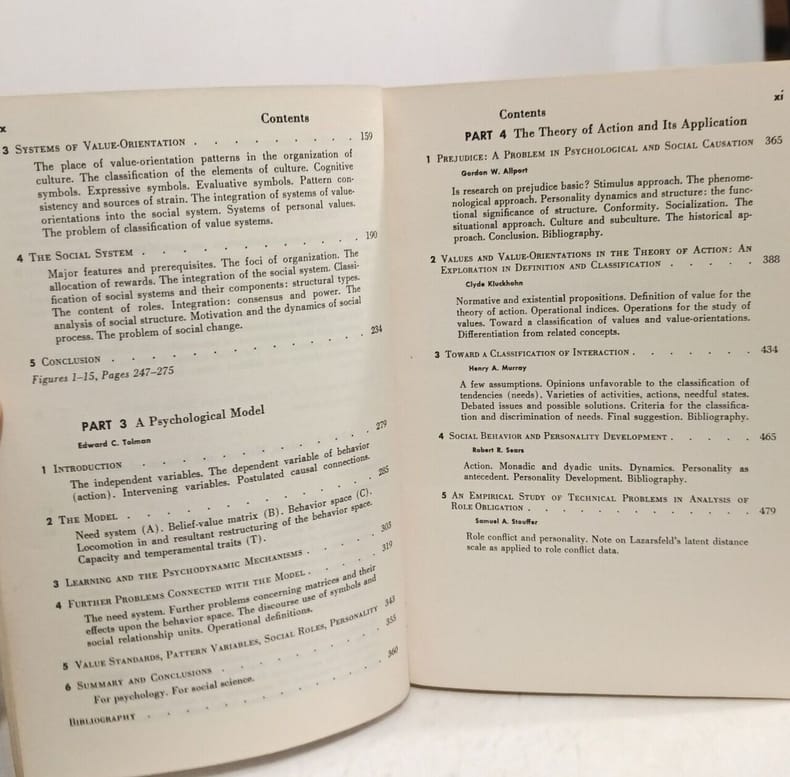 x
Contents
3 Systems of Value-Orientation . . . . . . . . 159
The place of value-orientation patterns in the organization of
culture. The classification of the elements of culture. Cognitive
symbols. Expressive symbols. Evaluative symbols. Pattern con-
sistency and sources of strain. The integration of systems of value-
orientations into the social system. Systems of personal values.
The problem of classification of value systems.
4 The Social System . . . . . . . . . . 190
Major features and prerequisites. The foci of organization. The
allocation of rewards. The integration of the social system. Classi-
fication of social systems and their components: structural types.
The content of roles. Integration: consensus and power. The
analysis of social structure. Motivation and the dynamics of social
process. The problem of social change.
5 Conclusion . . . . . . . . . . . 234
Figures 1–15, Pages 247–275
PART 3 A Psychological Model
Edward C. Tolman
1 Introduction . . . . . . . . . . 279
The independent variables. The dependent variable of behavior
(action). Intervening variables. Postulated causal connections.
2 The Model . . . . . . . . . . 285
Need system (A). Belief-value matrix (B). Behavior space (C).
Locomotion in and resultant restructuring of the behavior space.
Capacity and temperamental traits (T).
3 Learning and the Psychodynamic Mechanisms . . . . 305
4 Further Problems Connected with the Model . . . . 319
The need system. Further problems concerning matrices and their
effects upon the behavior space. The discourse use of symbols and
social relationship units. Operational definitions.
5 Value Standards, Pattern Variables, Social Roles, Personality 343
6 Summary and Conclusions . . . . . . . . 355
For psychology. For social science.
Bibliography . . . . . . . . . . . 360
xi
Contents
PART 4 The Theory of Action and Its Application
1 Prejudice: A Problem in Psychological and Social Causation 365
Gordon W. Allport
Is research on prejudice basic? Stimulus approach. The phenome-
nological approach. Personality dynamics and structure: the func-
tional significance of structure. Conformity. Socialization. The
situational approach. Culture and subculture. The historical ap-
proach. Conclusion. Bibliography.
2 Values and Value-Orientations in the Theory of Action: An
Exploration in Definition and Classification . . . . . 388
Clyde Kluckhohn
Normative and existential propositions. Definition of value for the
theory of action. Operational indices. Operations for the study of
values. Toward a classification of values and value-orientations.
Differentiation from related concepts.
3 Toward a Classification of Interaction . . . . . . 434
Henry A. Murray
A few assumptions. Opinions unfavorable to the classification of
tendencies (needs). Varieties of activities, actions, needful states.
Debated issues and possible solutions. Criteria for the classifica-
tion and discrimination of needs. Final suggestion. Bibliography.
4 Social Behavior and Personality Development . . . . 465
Robert R. Sears
Action. Monadic and dyadic units. Dynamics. Personality as
antecedent. Personality Development. Bibliography.
5 An Empirical Study of Technical Problems in Analysis of
Role Obligation . . . . . . . . . . . 479
Samuel A. Stouffer
Role conflict and personality. Note on Lazarsfeld's latent distance
scale as applied to role conflict data.